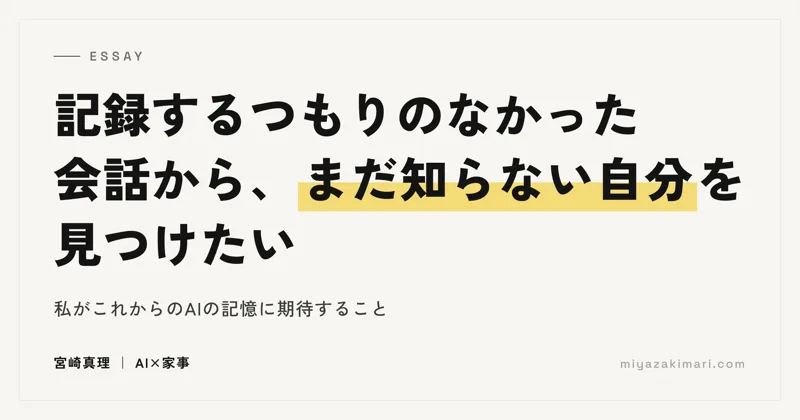 ESSAY
記録するつもりのなかった
会話から、まだ知らない自分を
見つけたい
私がこれからのAIの記憶に期待すること
宮崎真理 | AI×家事
miyazakimari.com